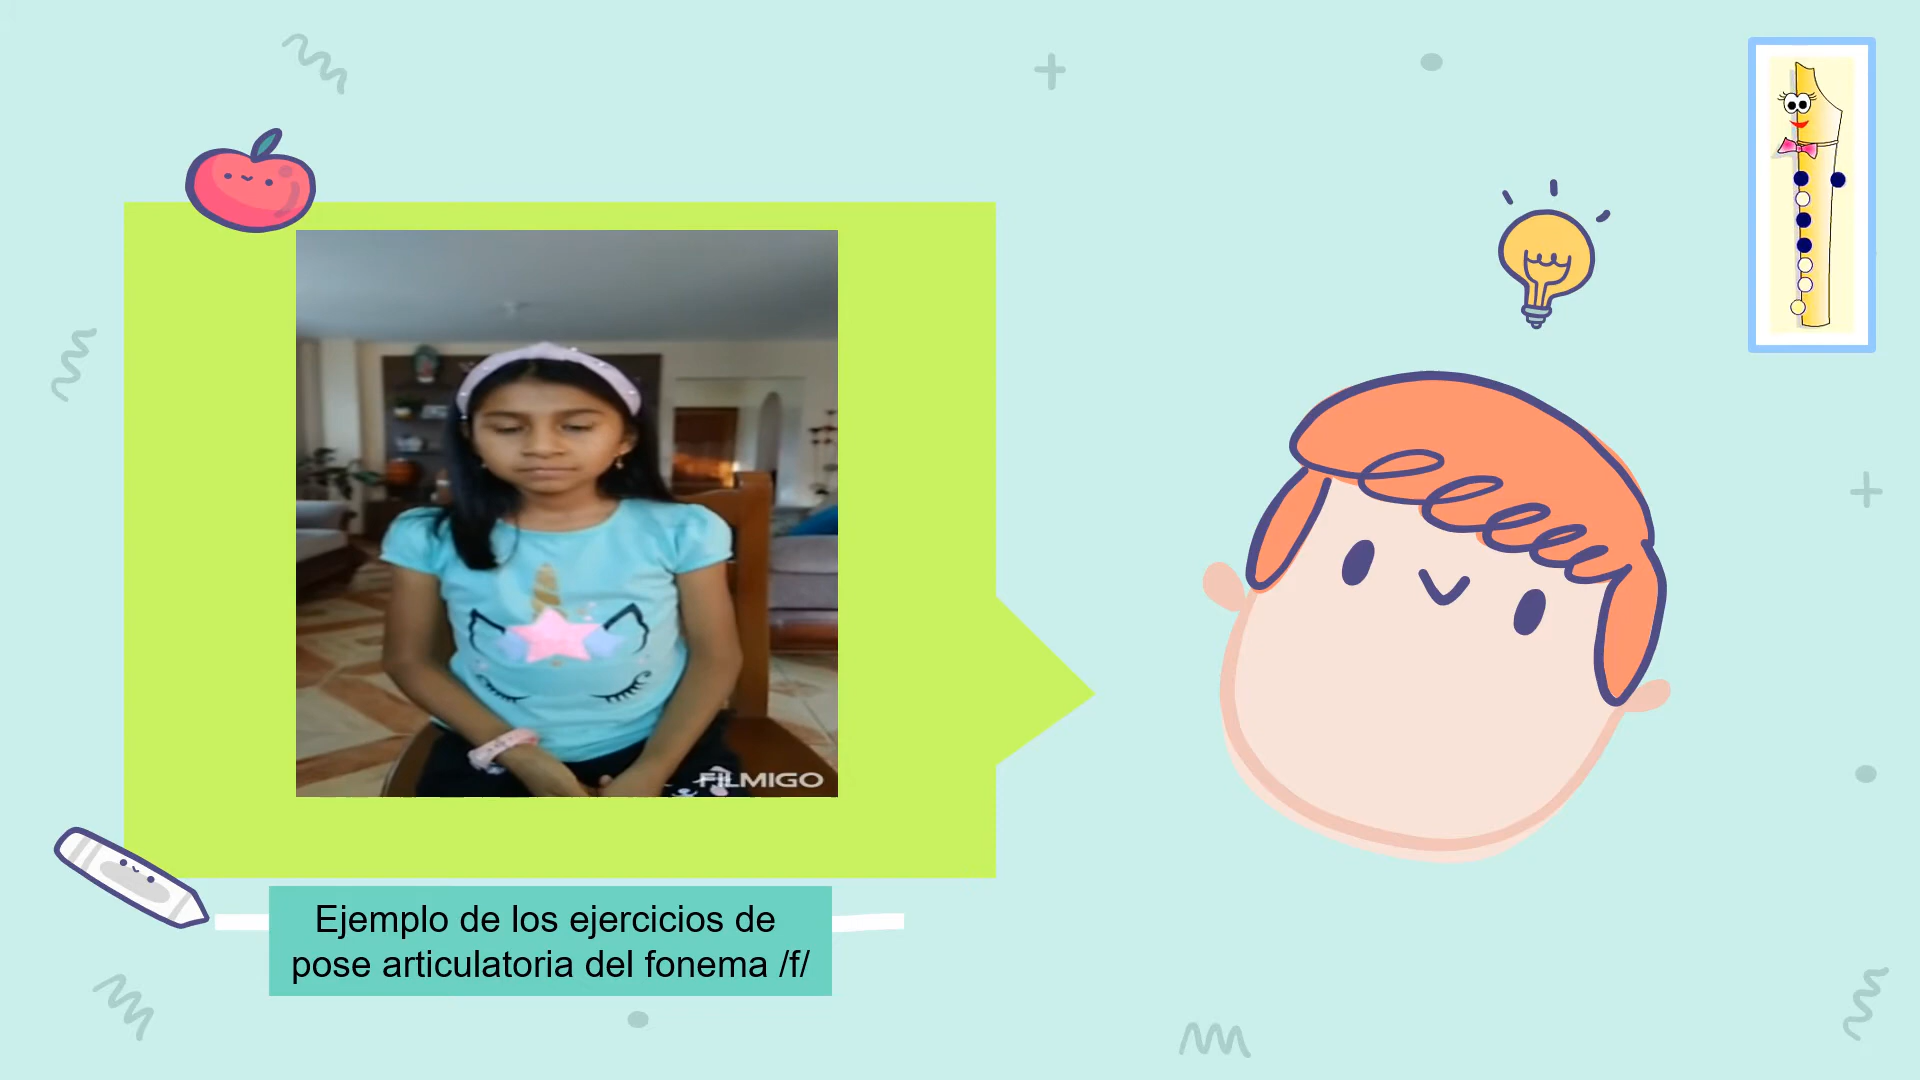 FILMIGO
Ejemplo de los ejercicios de
pose articulatoria del fonema /f/